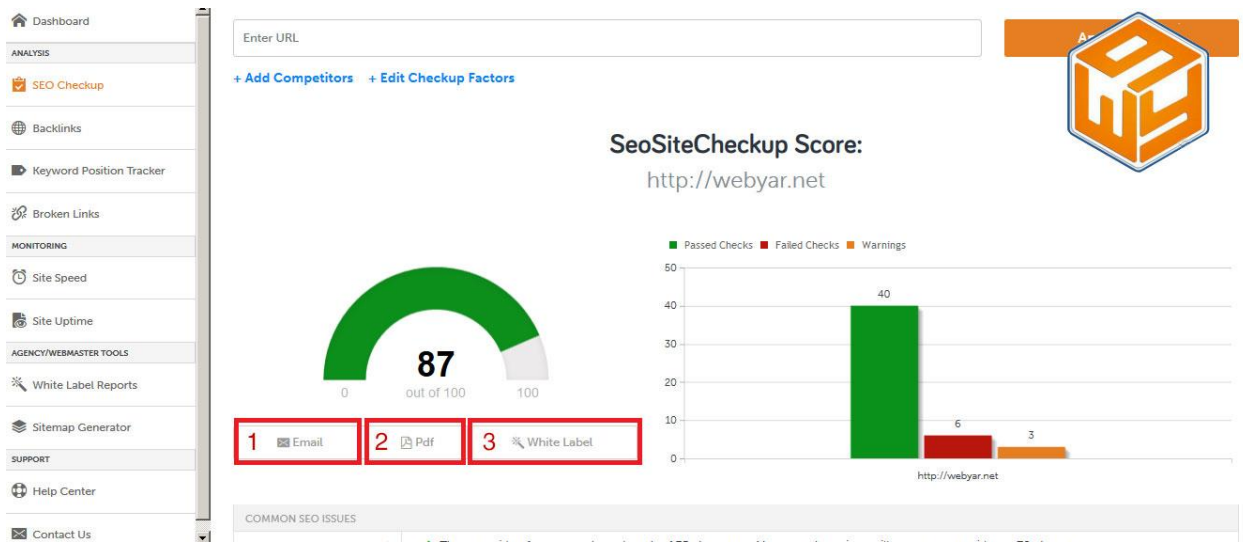 Dashboard
ANALYSIS
SEO Checkup
Backlinks
Keyword Position Tracker
Broken Links
MONITORING
Site Speed
Site Uptime
AGENCY/WEBMASTER TOOLS
White Label Reports
Sitemap Generator
SUPPORT
Help Center
Contact Us
Enter URL
+ Add Competitors + Edit Checkup Factors
SeoSiteCheckup Score:
http://webyar.net
87
0 out of 100 100
1 Email 2 Pdf 3 White Label
Passed Checks Failed Checks Warnings
50
40
30
20
10
0
40
6
3
http://webyar.net
COMMON SEO ISSUES